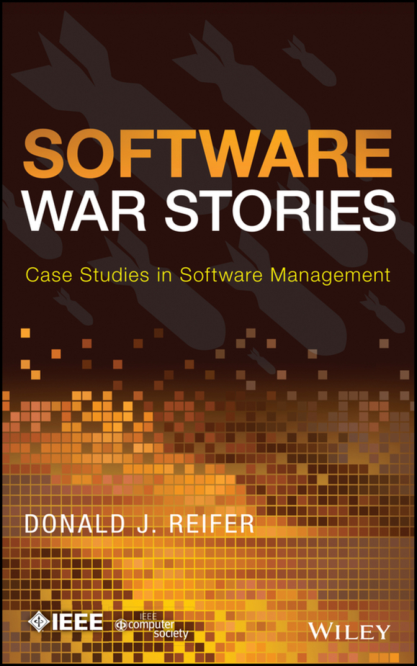 SOFTWARE
WAR STORIES
Case Studies in Software Management
DONALD J. REIFER
IEEE
IEEE
computer
society
WILEY